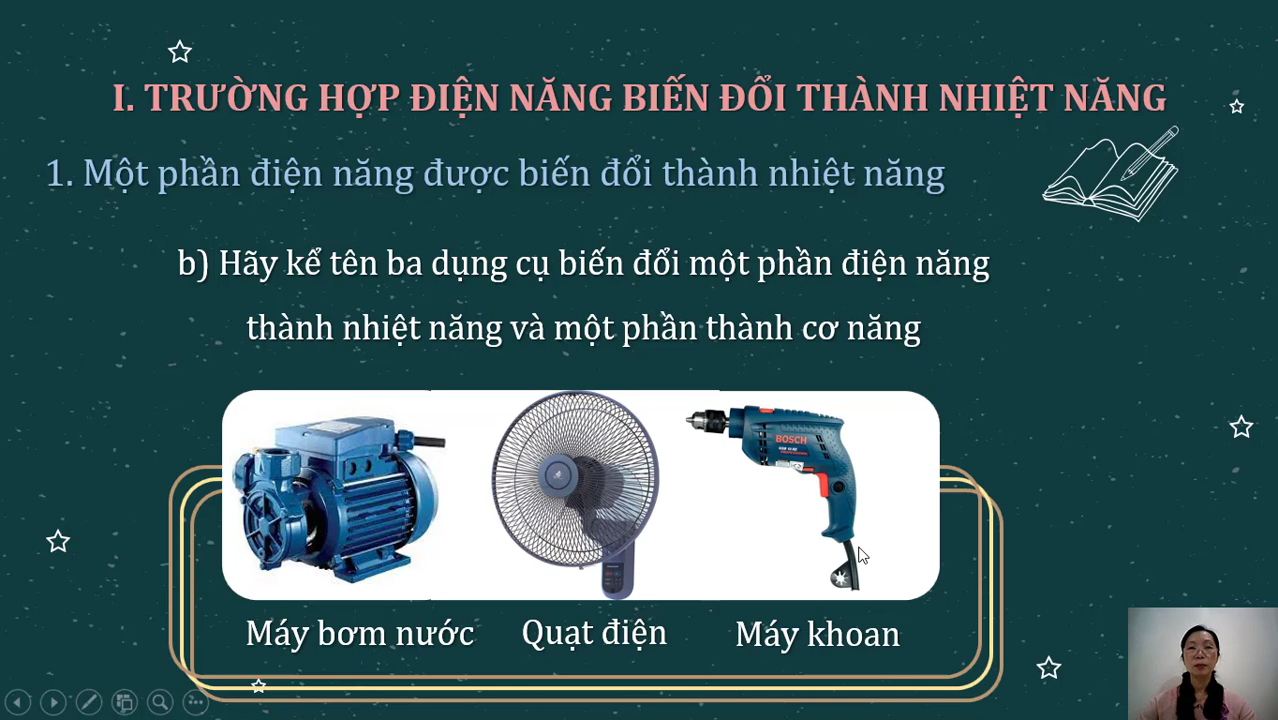 I. TRƯỜNG HỢP ĐIỆN NĂNG BIẾN ĐỔI THÀNH NHIỆT NĂNG
1. Một phần điện năng được biến đổi thành nhiệt năng
b) Hãy kể tên ba dụng cụ biến đổi một phần điện năng
thành nhiệt năng và một phần thành cơ năng
BOSCH
Máy bơm nước
Quạt điện
Máy khoan